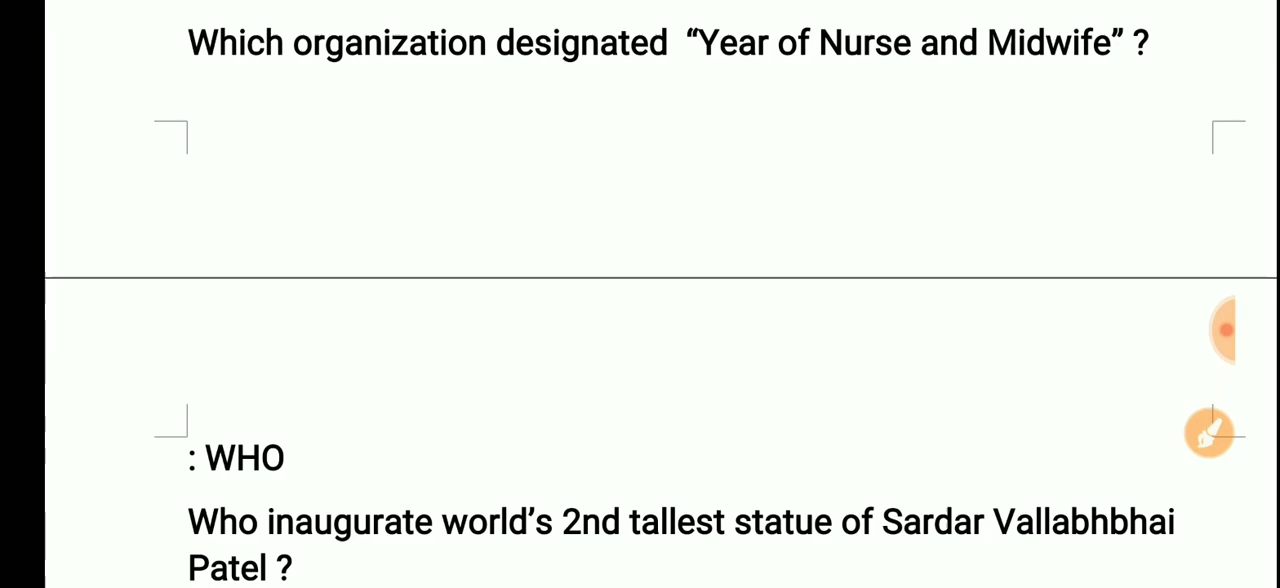 Which organization designated “Year of Nurse and Midwife” ?
: WHO
Who inaugurate world’s 2nd tallest statue of Sardar Vallabhbhai
Patel ?